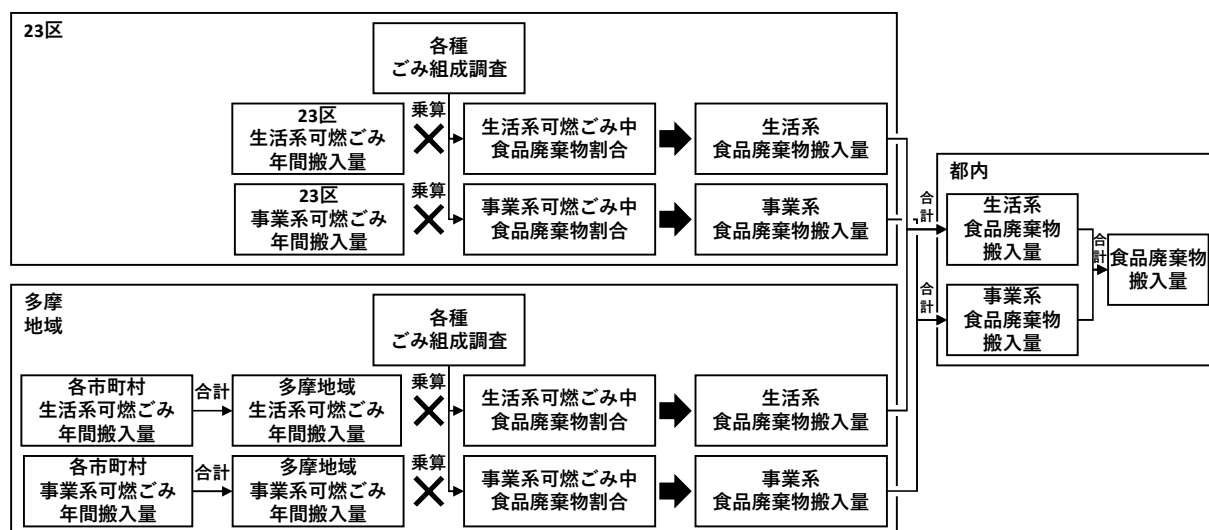 23区
各種
ごみ組成調査
23区
生活系可燃ごみ
年間搬入量
乗算
生活系可燃ごみ中
食品廃棄物割合
生活系
食品廃棄物搬入量
23区
事業系可燃ごみ
年間搬入量
乗算
事業系可燃ごみ中
食品廃棄物割合
事業系
食品廃棄物搬入量
多摩
地域
各種
ごみ組成調査
各市町村
生活系可燃ごみ
年間搬入量
合計
多摩地域
生活系可燃ごみ
年間搬入量
乗算
生活系可燃ごみ中
食品廃棄物割合
生活系
食品廃棄物搬入量
各市町村
事業系可燃ごみ
年間搬入量
合計
多摩地域
事業系可燃ごみ
年間搬入量
乗算
事業系可燃ごみ中
食品廃棄物割合
事業系
食品廃棄物搬入量
都内
合計
生活系
食品廃棄物
搬入量
合計
事業系
食品廃棄物
搬入量
合計
食品廃棄物
搬入量